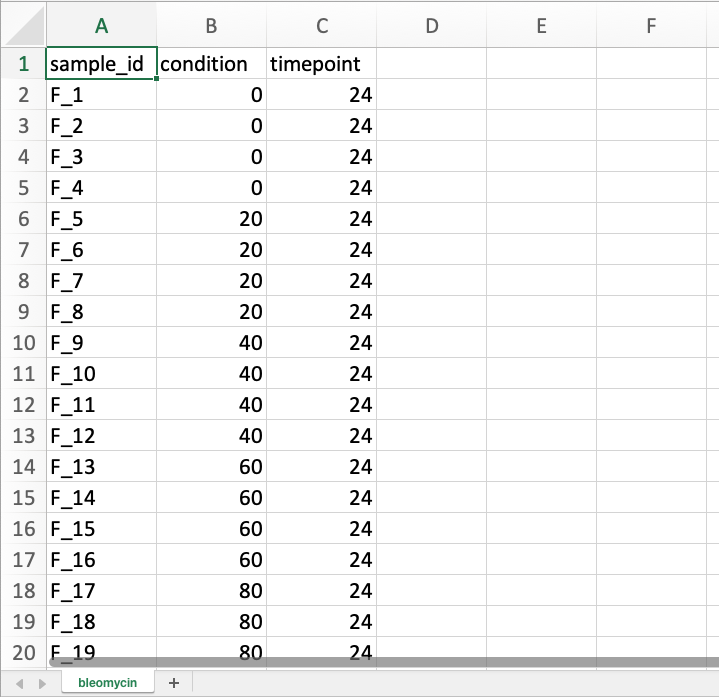 A B C D E F
1 sample_id condition timepoint
2 F_1 0 24
3 F_2 0 24
4 F_3 0 24
5 F_4 0 24
6 F_5 20 24
7 F_6 20 24
8 F_7 20 24
9 F_8 20 24
10 F_9 40 24
11 F_10 40 24
12 F_11 40 24
13 F_12 40 24
14 F_13 60 24
15 F_14 60 24
16 F_15 60 24
17 F_16 60 24
18 F_17 80 24
19 F_18 80 24
20 F_19 80 24
bleomycin +